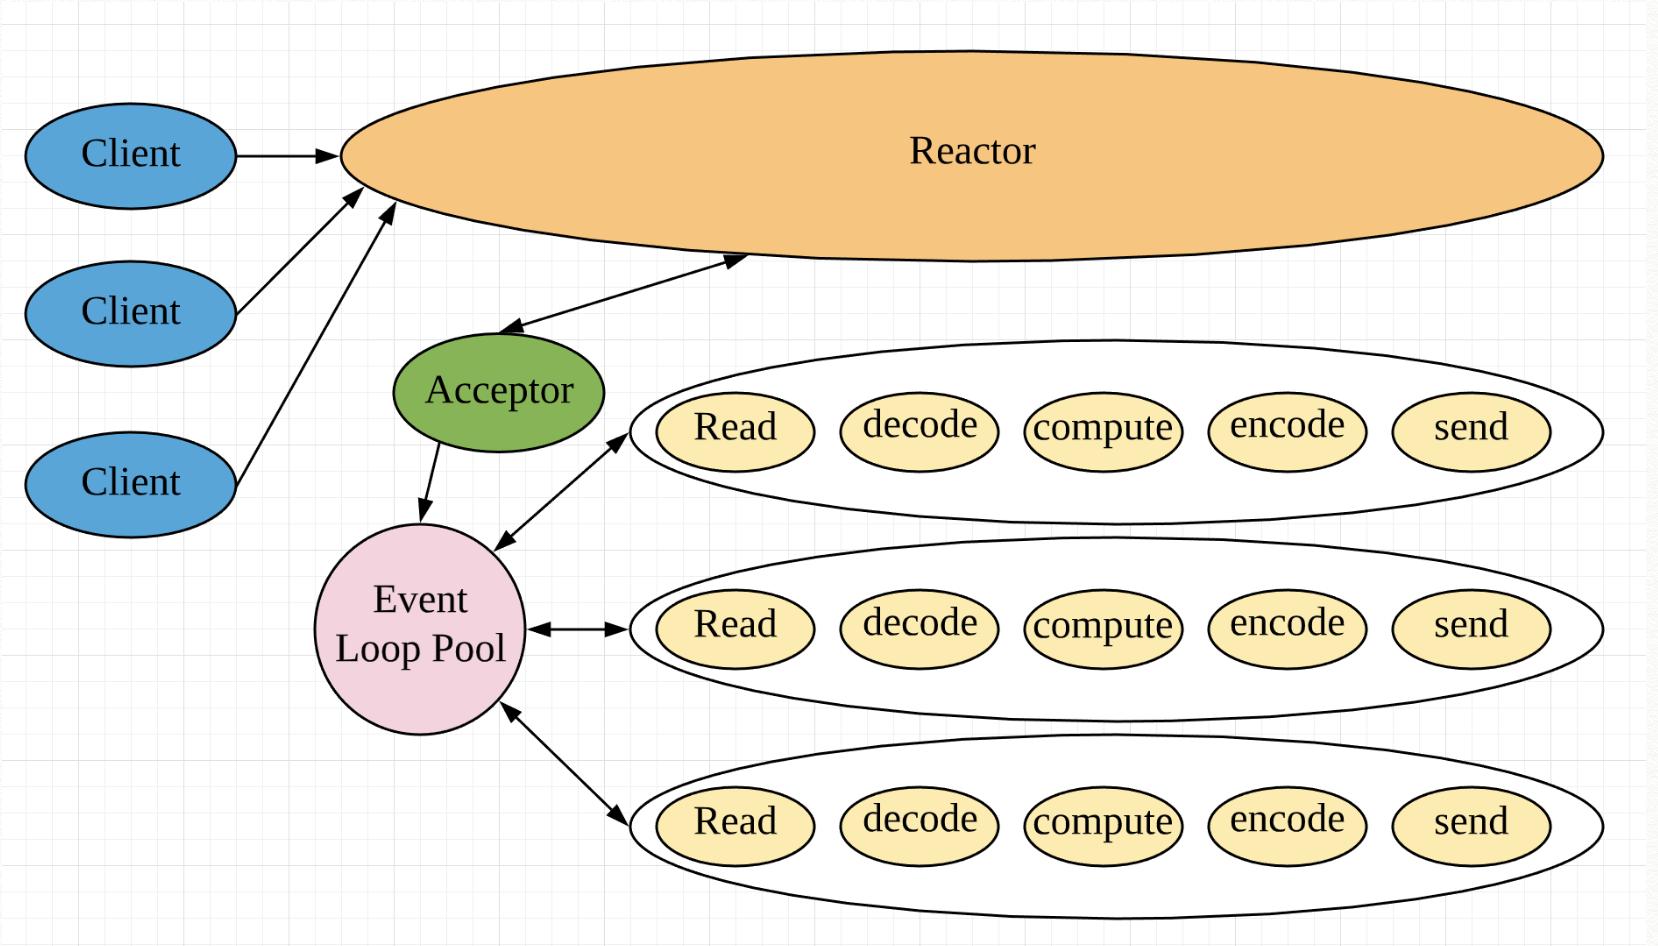 Client
Reactor
Client
Client
Acceptor
Event
Loop Pool
Read decode compute encode send
Read decode compute encode send
Read decode compute encode send